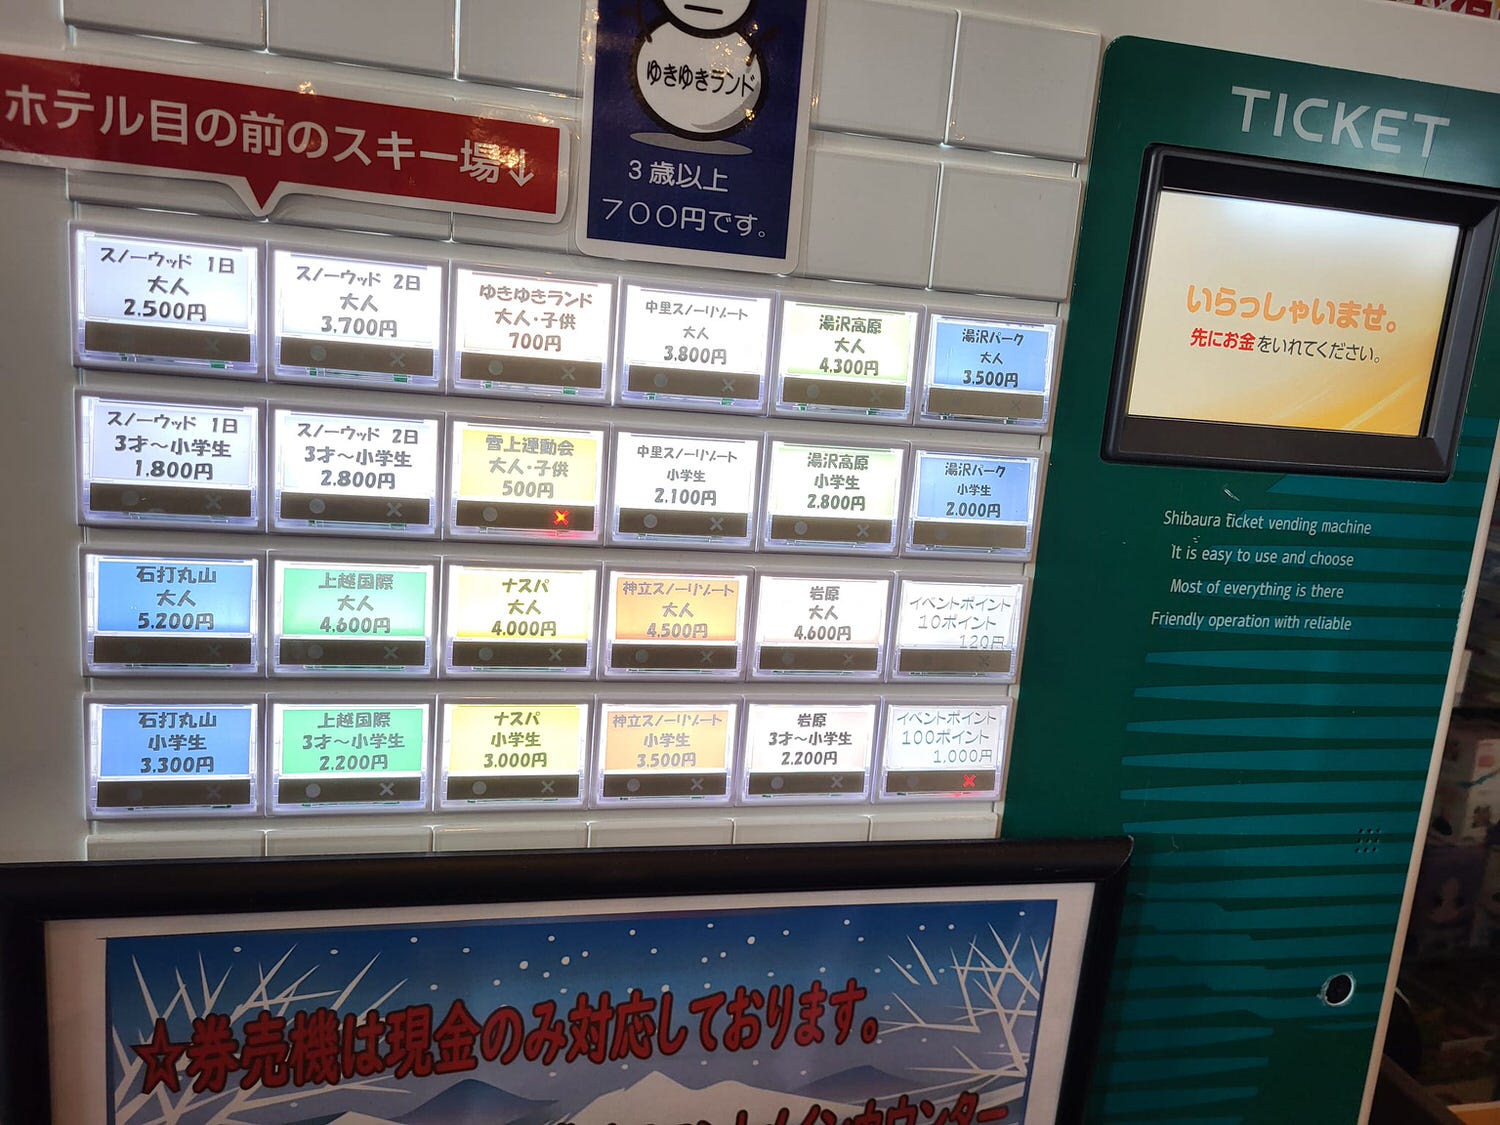 ゆきゆきランド
3歳以上
700円です。
ホテル目の前のスキー場↓
TICKET
いらっしゃいませ。
先にお金をいれてください。
スノーウッド 1日
大人
2,500円
スノーウッド 2日
大人
3,700円
ゆきゆきランド
大人・子供
700円
中里スノーリゾート
大人
3,800円
湯沢高原
大人
4,300円
湯沢パーク
大人
3,500円
スノーウッド 1日
3才〜小学生
1,800円
スノーウッド 2日
3才〜小学生
2,800円
雪上運動会
大人・子供
500円
中里スノーリゾート
小学生
2,100円
湯沢高原
小学生
2,800円
湯沢パーク
小学生
2,000円
石打丸山
大人
5,200円
上越国際
大人
4,600円
ナスパ
大人
4,000円
神立スノーリゾート
大人
4,500円
岩原
大人
4,600円
イベントポイント
10ポイント
120円
石打丸山
小学生
3,300円
上越国際
3才〜小学生
2,200円
ナスパ
小学生
3,000円
神立スノーリゾート
小学生
3,500円
岩原
3才〜小学生
2,200円
イベントポイント
100ポイント
1,000円
Shibaura ticket vending machine
It is easy to use and choose
Most of everything is there
Friendly operation with reliable
☆券売機は現金のみ対応しております。
メインカウンター